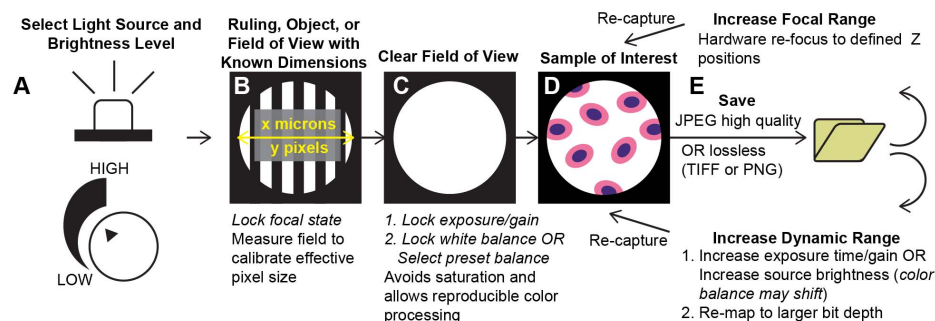 Select Light Source and
Brightness Level
A
HIGH
LOW
Ruling, Object, or
Field of View with
Known Dimensions
B
x microns
y pixels
Lock focal state
Measure field to
calibrate effective
pixel size
Clear Field of View
C
1. Lock exposure/gain
2. Lock white balance OR
Select preset balance
Avoids saturation and
allows reproducible color
processing
Sample of Interest
D
Re-capture
Re-capture
Increase Focal Range
Hardware re-focus to defined Z
positions
E
Save
JPEG high quality
OR lossless
(TIFF or PNG)
Increase Dynamic Range
1. Increase exposure time/gain OR
Increase source brightness (color
balance may shift)
2. Re-map to larger bit depth